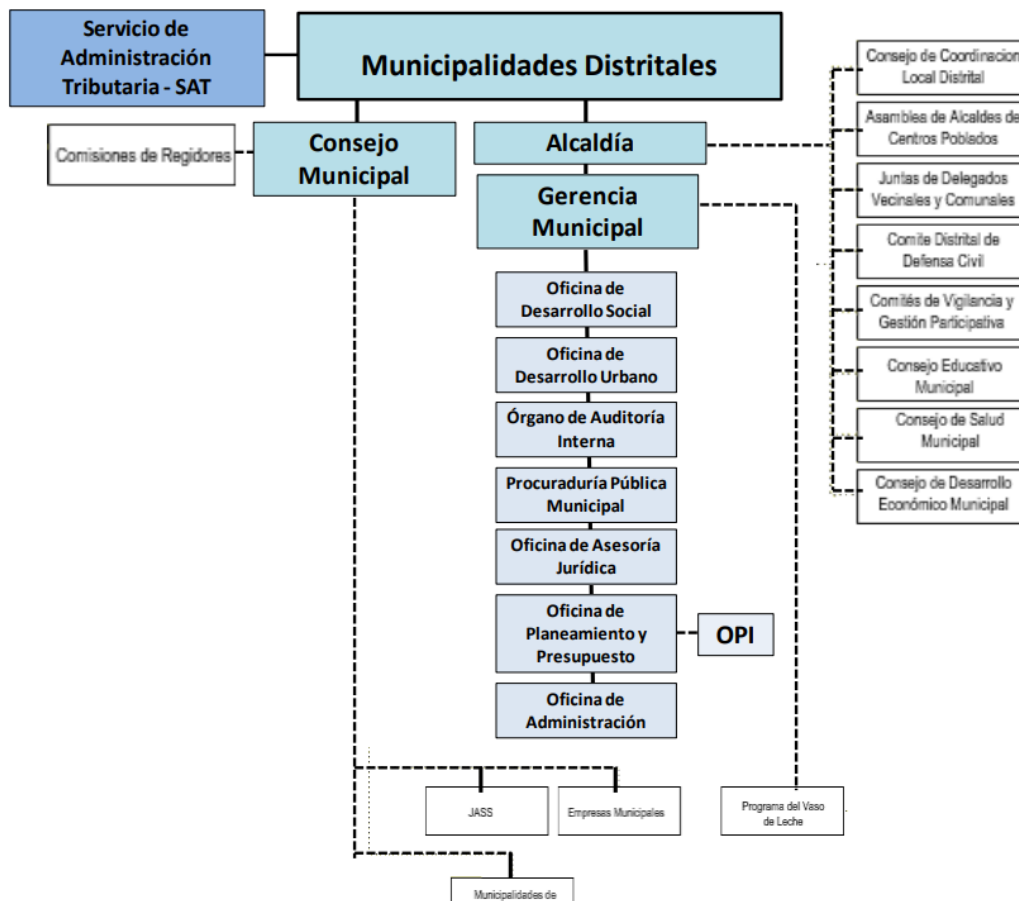 Servicio de
Administración
Tributaria - SAT
Municipalidades Distritales
Comisiones de Regidores
Consejo
Municipal
Alcaldía
Gerencia
Municipal
Oficina de
Desarrollo Social
Oficina de
Desarrollo Urbano
Órgano de Auditoría
Interna
Procuraduría Pública
Municipal
Oficina de Asesoría
Jurídica
Oficina de
Planeamiento y
Presupuesto
OPI
Oficina de
Administración
Consejo de Coordinacion
Local Distrital
Asamblea de Alcaldes de
Centros Poblados
Juntas de Delegados
Vecinales y Comunales
Comite Distrital de
Defensa Civil
Comités de Vigilancia y
Gestión Participativa
Consejo Educativo
Municipal
Consejo de Salud
Municipal
Consejo de Desarrollo
Económico Municipal
JASS
Empresas Municipales
Programa del Vaso
de Leche
Municipalidades de